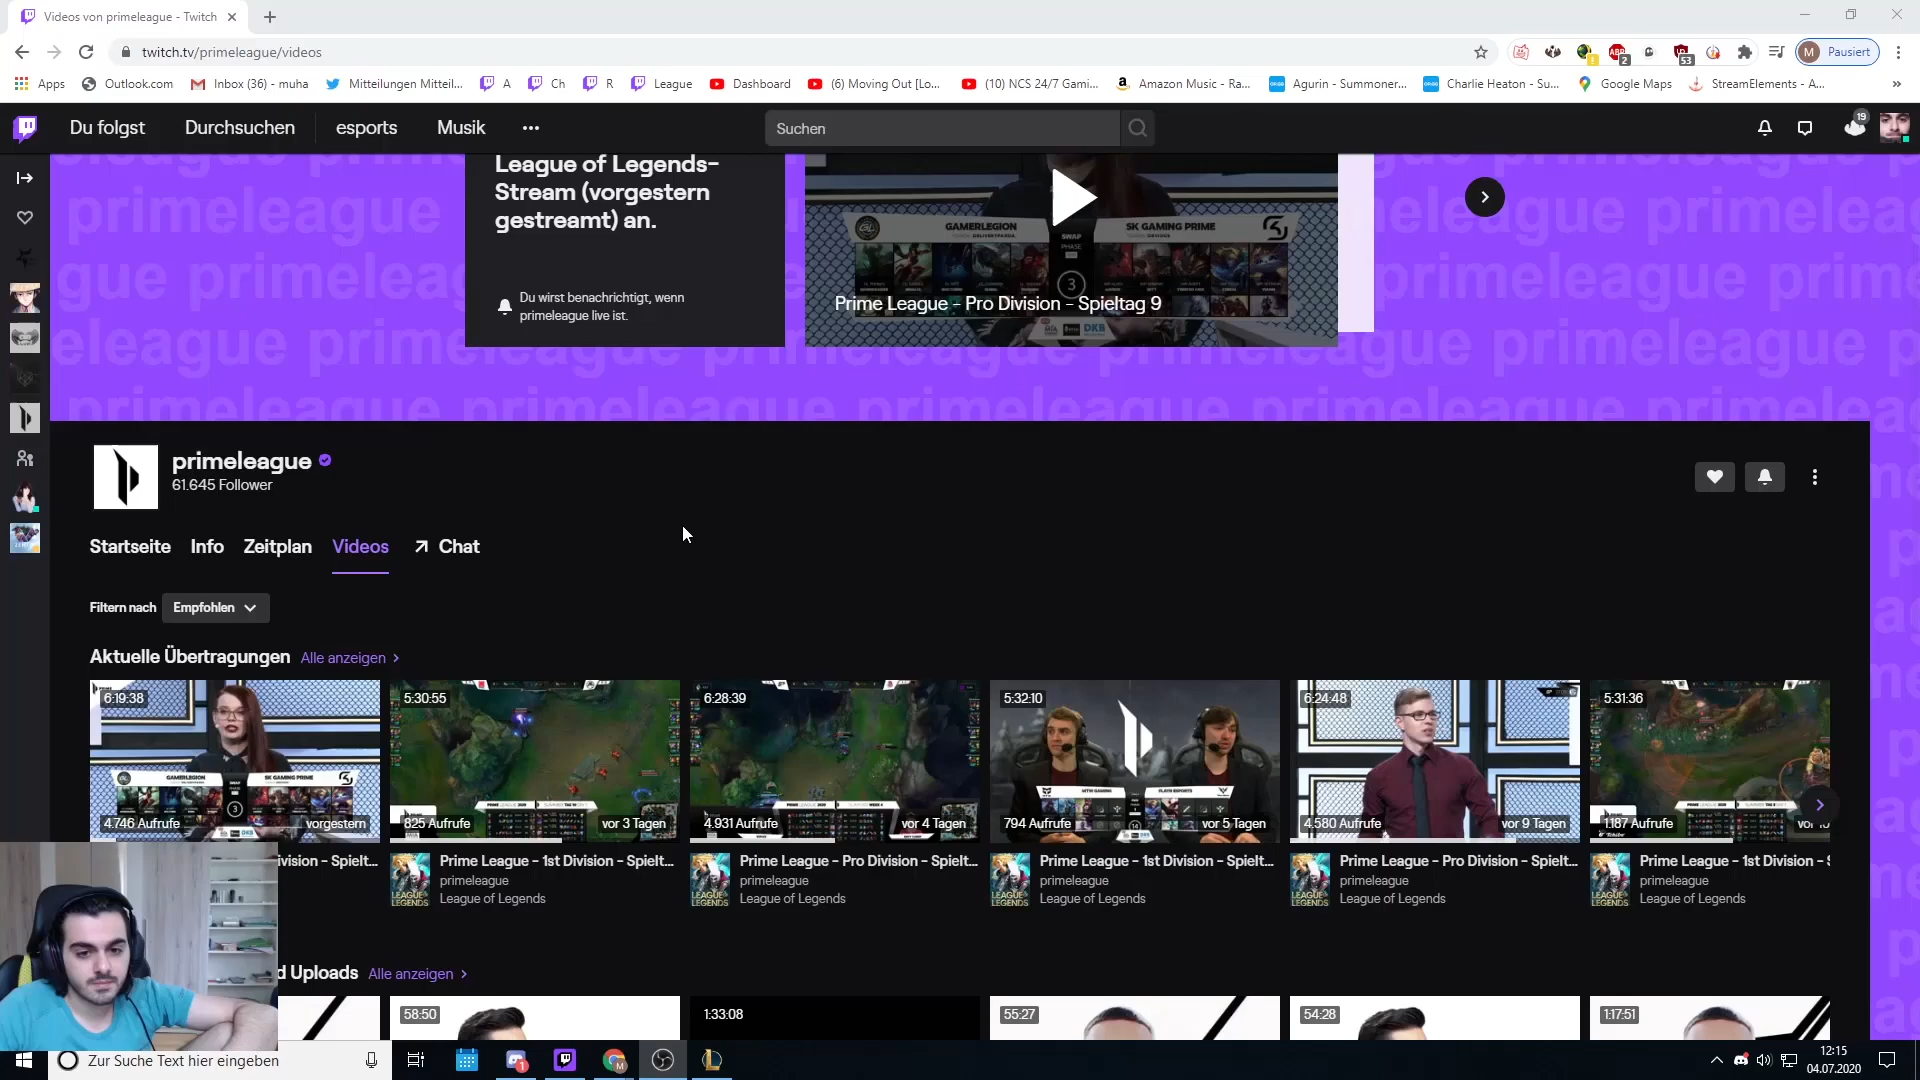 Videos von primeleague - Twitch
twitch.tv/primeleague/videos
Pausiert
Apps
Outlook.com
Inbox (36) - muha
Mitteilungen Mitteil...
A
Ch
R
League
Dashboard
(6) Moving Out [Lo...
(10) NCS 24/7 Gami...
Amazon Music - Ra...
Agurin - Summoner...
Charlie Heaton - Su...
Google Maps
StreamElements - A...
Du folgst
Durchsuchen
esports
Musik
Suchen
19
League of Legends-
Stream (vorgestern
gestreamt) an.
Du wirst benachrichtigt, wenn
primeleague live ist.
GAMERLEGION
SWAP
PHASE
SK GAMING PRIME
3
Prime League - Pro Division - Spieltag 9
DKB
primeleague
61.645 Follower
Startseite
Info
Zeitplan
Videos
Chat
Filtern nach
Empfohlen
Aktuelle Übertragungen
Alle anzeigen
6:19:38
4.746 Aufrufe
vorgestern
5:30:55
825 Aufrufe
vor 3 Tagen
6:28:39
4.931 Aufrufe
vor 4 Tagen
5:32:10
794 Aufrufe
vor 5 Tagen
6:24:48
4.580 Aufrufe
vor 9 Tagen
5:31:36
1.187 Aufrufe
ivision - Spielt...
Prime League - 1st Division - Spielt...
primeleague
League of Legends
Prime League - Pro Division - Spielt...
primeleague
League of Legends
Prime League - 1st Division - Spielt...
primeleague
League of Legends
Prime League - Pro Division - Spielt...
primeleague
League of Legends
Prime League - 1st Division - S
primeleague
League of Legends
d Uploads
Alle anzeigen
58:50
1:33:08
55:27
54:28
1:17:51
Zur Suche Text hier eingeben
12:15
04.07.2020